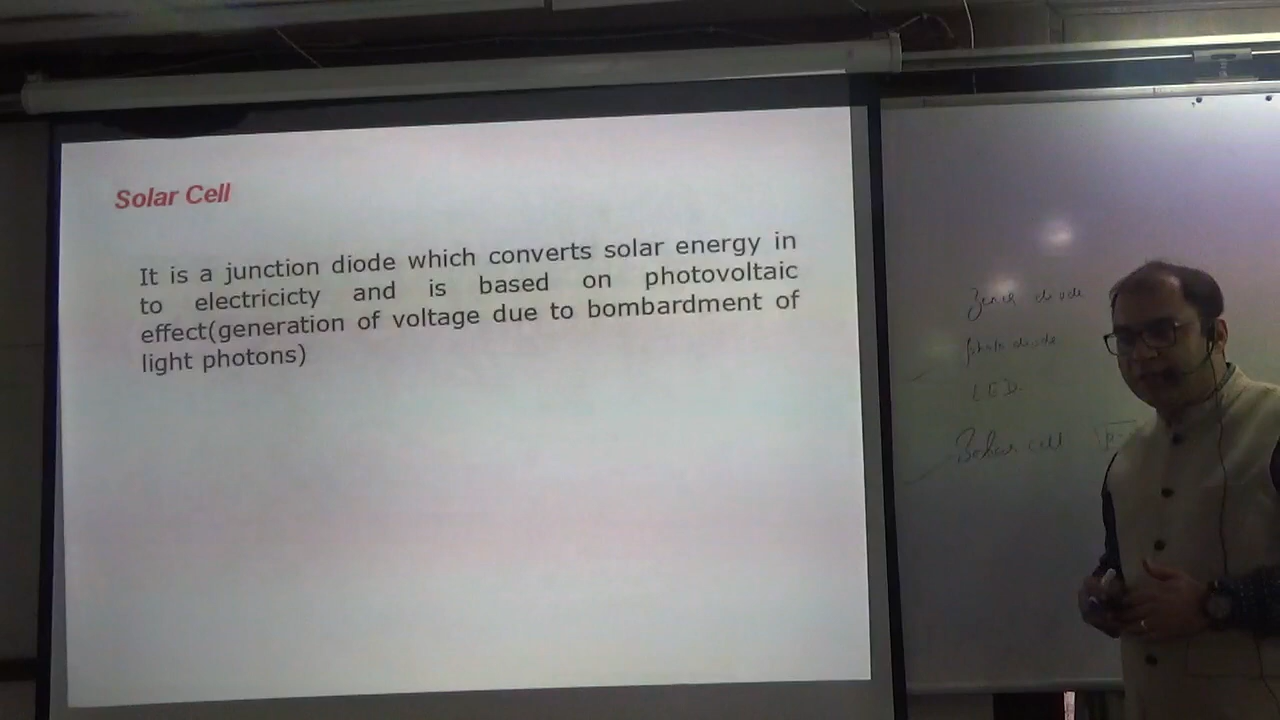 Solar Cell
It is a junction diode which converts solar energy in
to electricicty and is based on photovoltaic
effect(generation of voltage due to bombardment of
light photons)
Zener diode
photo diode
LED
Solar cell